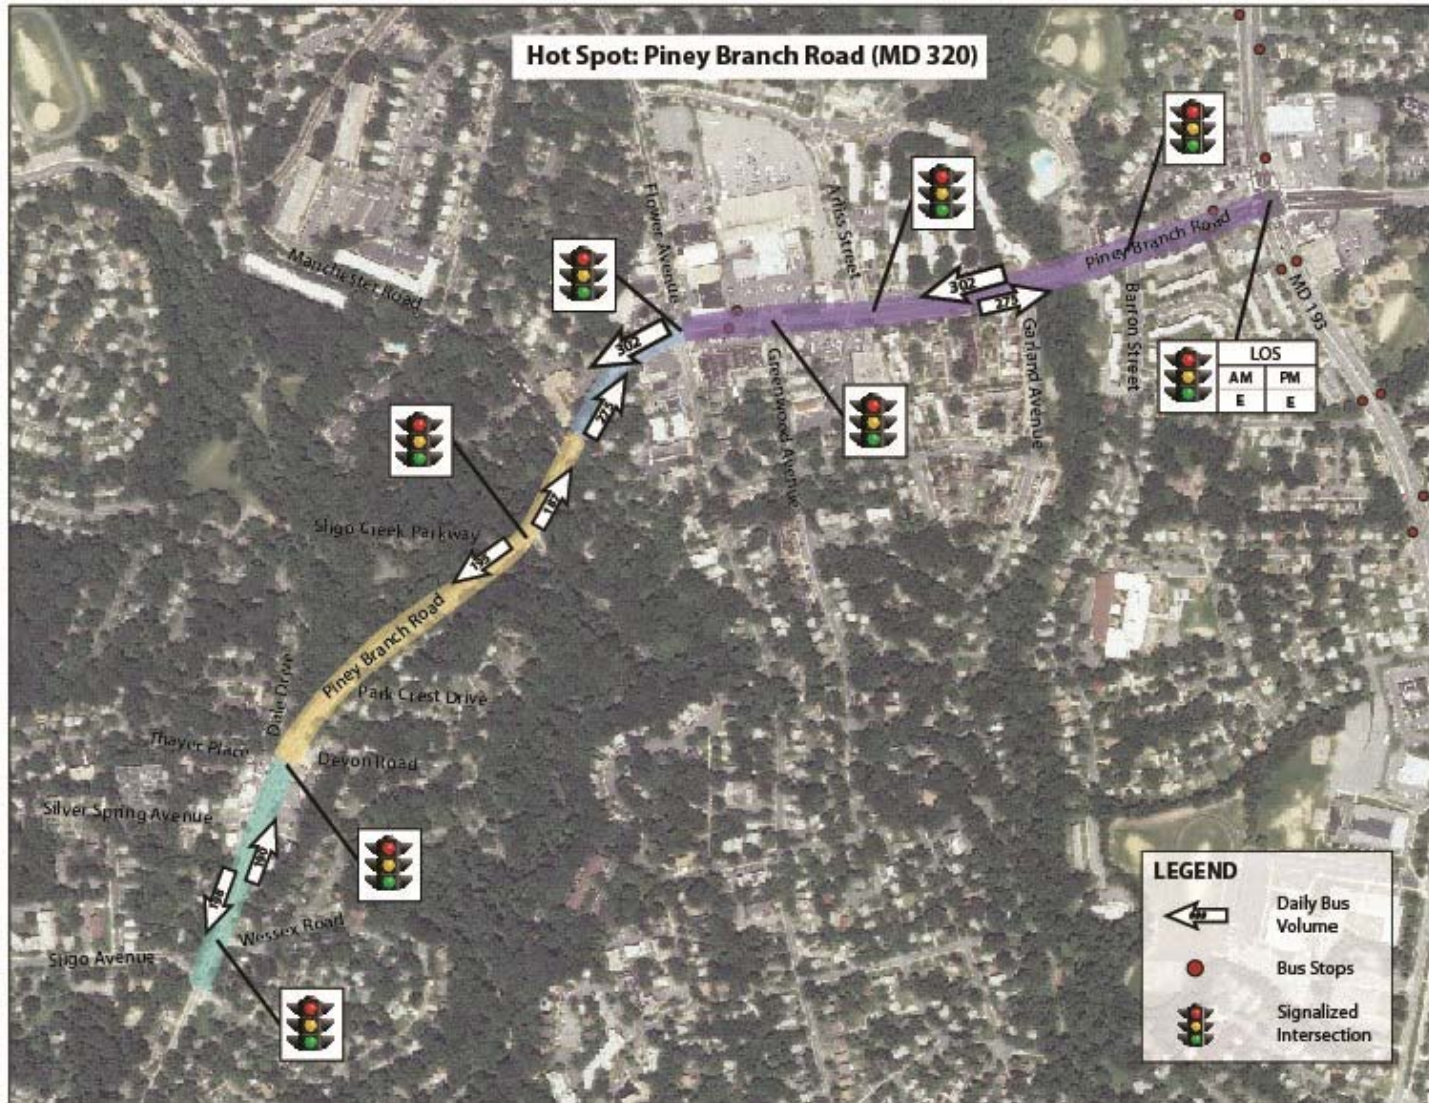 Hot Spot: Piney Branch Road (MD 320)
Flower Avenue
Arliss Street
Manchester Road
Piney Branch Road
302
275
MD 193
Barron Street
Garland Avenue
Greenwood Avenue
LOS
AM PM
E E
302
Sligo Creek Parkway
Piney Branch Road
Dale Drive
Park Crest Drive
Thayer Place
Devon Road
Silver Spring Avenue
Wessex Road
Sligo Avenue
LEGEND
###
Daily Bus
Volume
Bus Stops
Signalized
Intersection